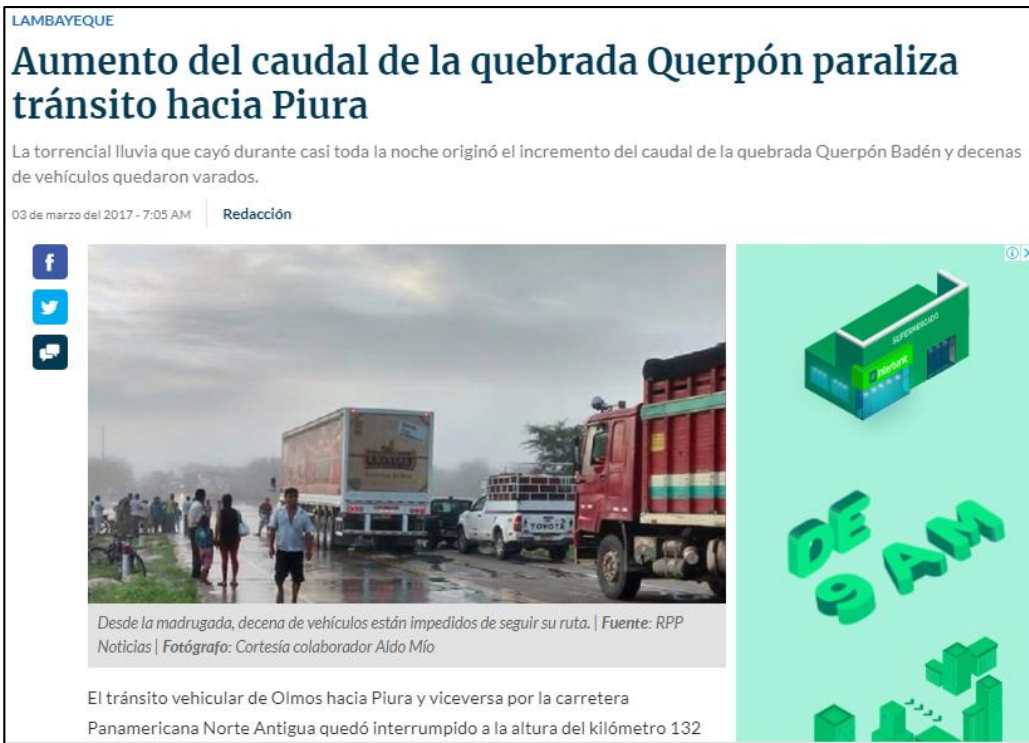 LAMBAYEQUE
Aumento del caudal de la quebrada Querpón paraliza
tránsito hacia Piura
La torrencial lluvia que cayó durante casi toda la noche originó el incremento del caudal de la quebrada Querpón Badén y decenas
de vehículos quedaron varados.
03 de marzo del 2017 - 7:05 AM Redacción
SUPERMERCADO
Interbank
TOYOTA
DE
9 AM
Desde la madrugada, decena de vehículos están impedidos de seguir su ruta. | Fuente: RPP
Noticias | Fotógrafo: Cortesía colaborador Aldo Mío
El tránsito vehicular de Olmos hacia Piura y viceversa por la carretera
Panamericana Norte Antigua quedó interrumpido a la altura del kilómetro 132